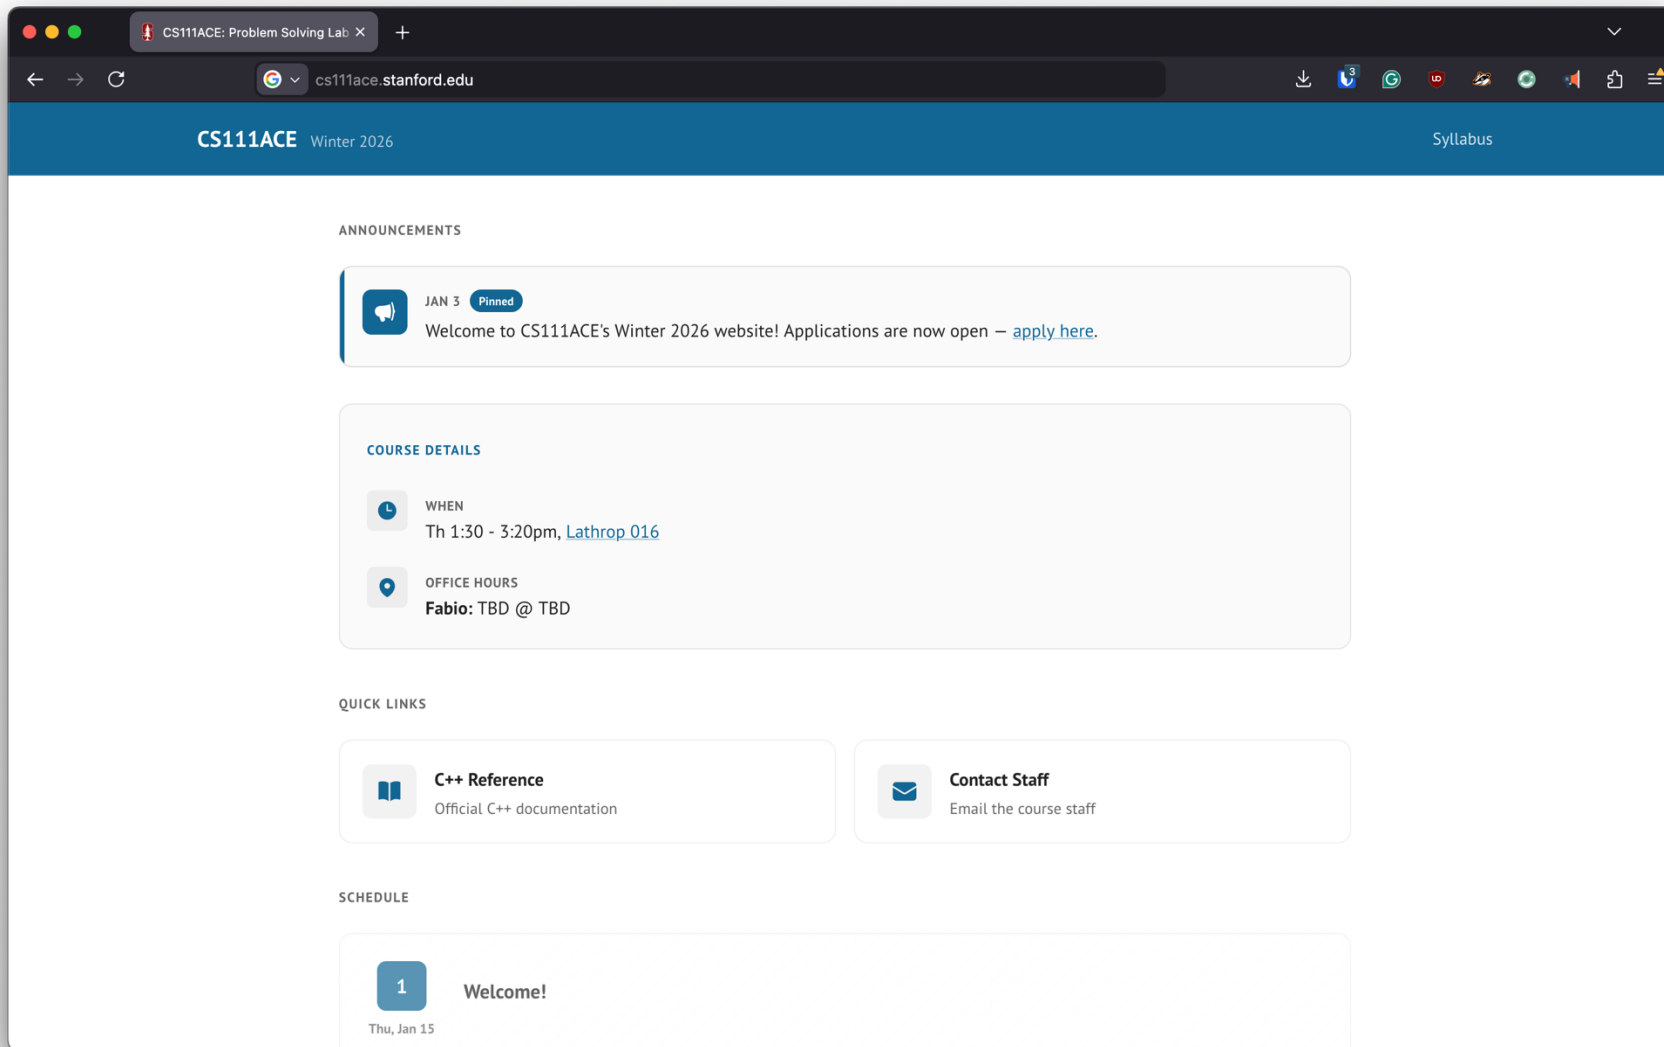 CS111ACE: Problem Solving Lab
cs111ace.stanford.edu
3
CS111ACE Winter 2026
Syllabus
ANNOUNCEMENTS
JAN 3 Pinned
Welcome to CS111ACE's Winter 2026 website! Applications are now open — apply here.
COURSE DETAILS
WHEN
Th 1:30 - 3:20pm, Lathrop 016
OFFICE HOURS
Fabio: TBD @ TBD
QUICK LINKS
C++ Reference
Official C++ documentation
Contact Staff
Email the course staff
SCHEDULE
1
Welcome!
Thu, Jan 15